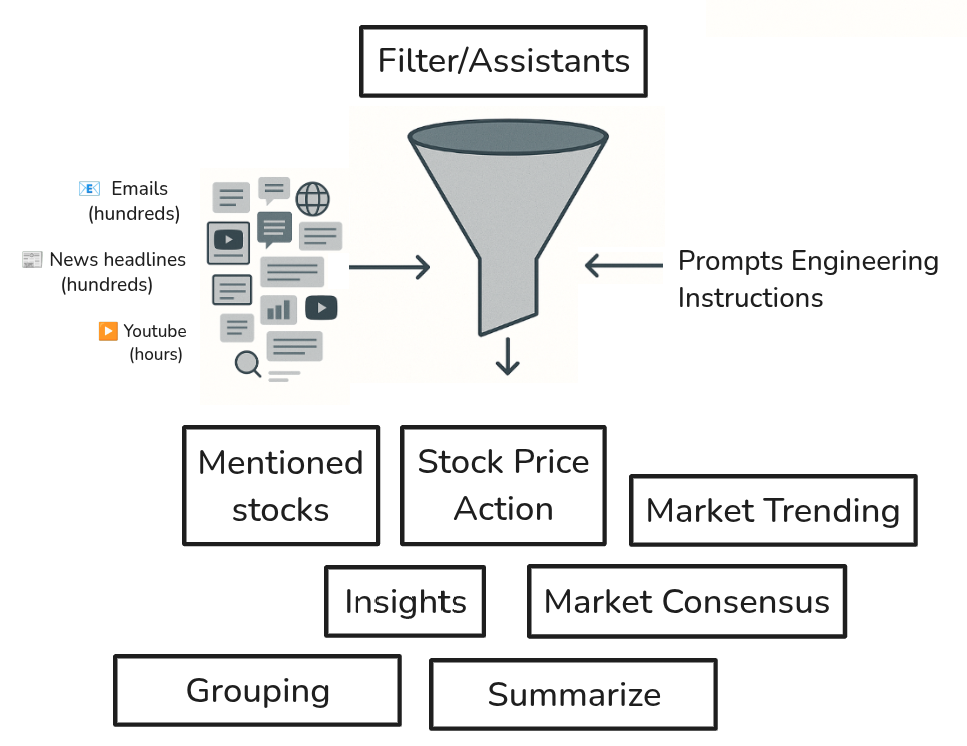 Filter/Assistants
📧 Emails
(hundreds)
📰 News headlines
(hundreds)
▶️ Youtube
(hours)
Prompts Engineering
Instructions
Mentioned
stocks
Stock Price
Action
Market Trending
Insights
Market Consensus
Grouping
Summarize